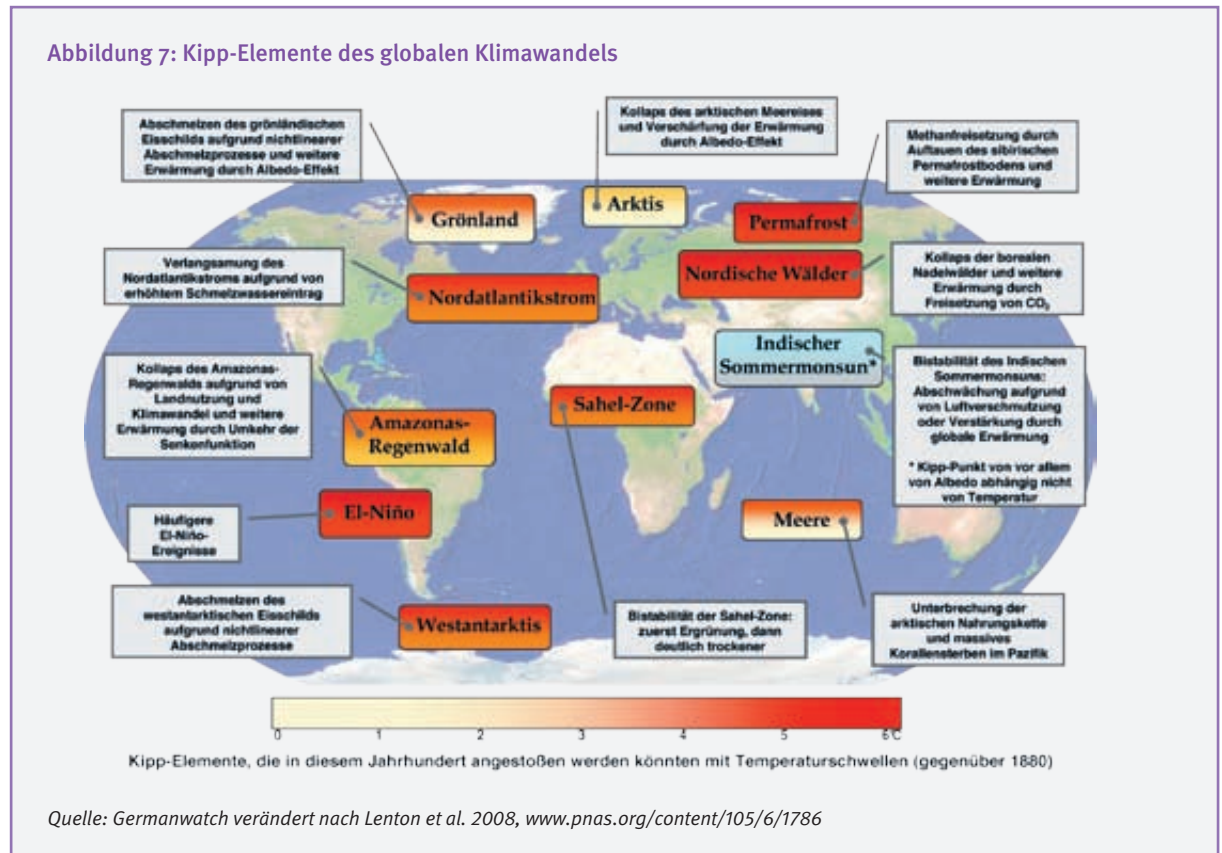 Abbildung 7: Kipp-Elemente des globalen Klimawandels
Abschmelzen des grönländischen
Eisschilds aufgrund nichtlinearer
Abschmelzprozesse und weitere
Erwärmung durch Albedo-Effekt
Kollaps des arktischen Meereises
und Verschärfung der Erwärmung
durch Albedo-Effekt
Methanfreisetzung durch
Auftauen des sibirischen
Permafrostbodens und
weitere Erwärmung
Grönland
Arktis
Permafrost
Verlangsamung des
Nordatlantikstroms aufgrund von
erhöhtem Schmelzwassereintrag
Nordatlantikstrom
Nordische Wälder
Kollaps der borealen
Nadelwälder und weitere
Erwärmung durch
Freisetzung von CO₂
Indischer
Sommermonsun*
Kollaps des Amazonas-
Regenwalds aufgrund von
Landnutzung und
Klimawandel und weitere
Erwärmung durch Umkehr der
Senkenfunktion
Amazonas-
Regenwald
Sahel-Zone
Bistabilität des Indischen
Sommermonsuns:
Abschwächung aufgrund
von Luftverschmutzung
oder Verstärkung durch
globale Erwärmung
* Kipp-Punkt von vor allem
von Albedo abhängig nicht
von Temperatur
El-Niño
Meere
Häufigere
El-Niño-
Ereignisse
Abschmelzen des
westantarktischen Eisschilds
aufgrund nichtlinearer
Abschmelzprozesse
Westantarktis
Bistabilität der Sahel-Zone:
zuerst Ergrünung, dann
deutlich trockener
Unterbrechung der
arktischen Nahrungskette
und massives
Korallensterben im Pazifik
0 1 2 3 4 5 6°C
Kipp-Elemente, die in diesem Jahrhundert angestoßen werden könnten mit Temperaturschwellen (gegenüber 1880)
Quelle: Germanwatch verändert nach Lenton et al. 2008, www.pnas.org/content/105/6/1786